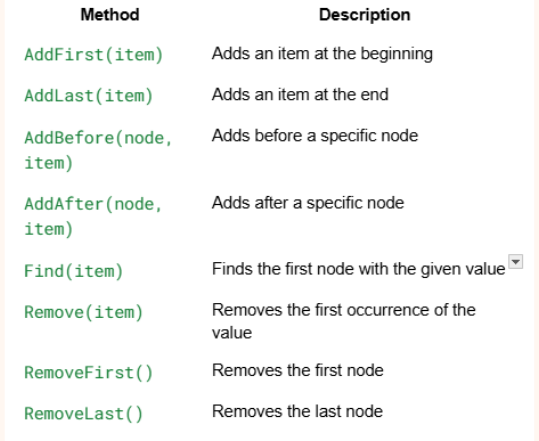 Method Description
AddFirst(item) Adds an item at the beginning
AddLast(item) Adds an item at the end
AddBefore(node, Adds before a specific node
item)
AddAfter(node, Adds after a specific node
item)
Find(item) Finds the first node with the given value
Remove(item) Removes the first occurrence of the
value
RemoveFirst() Removes the first node
RemoveLast() Removes the last node